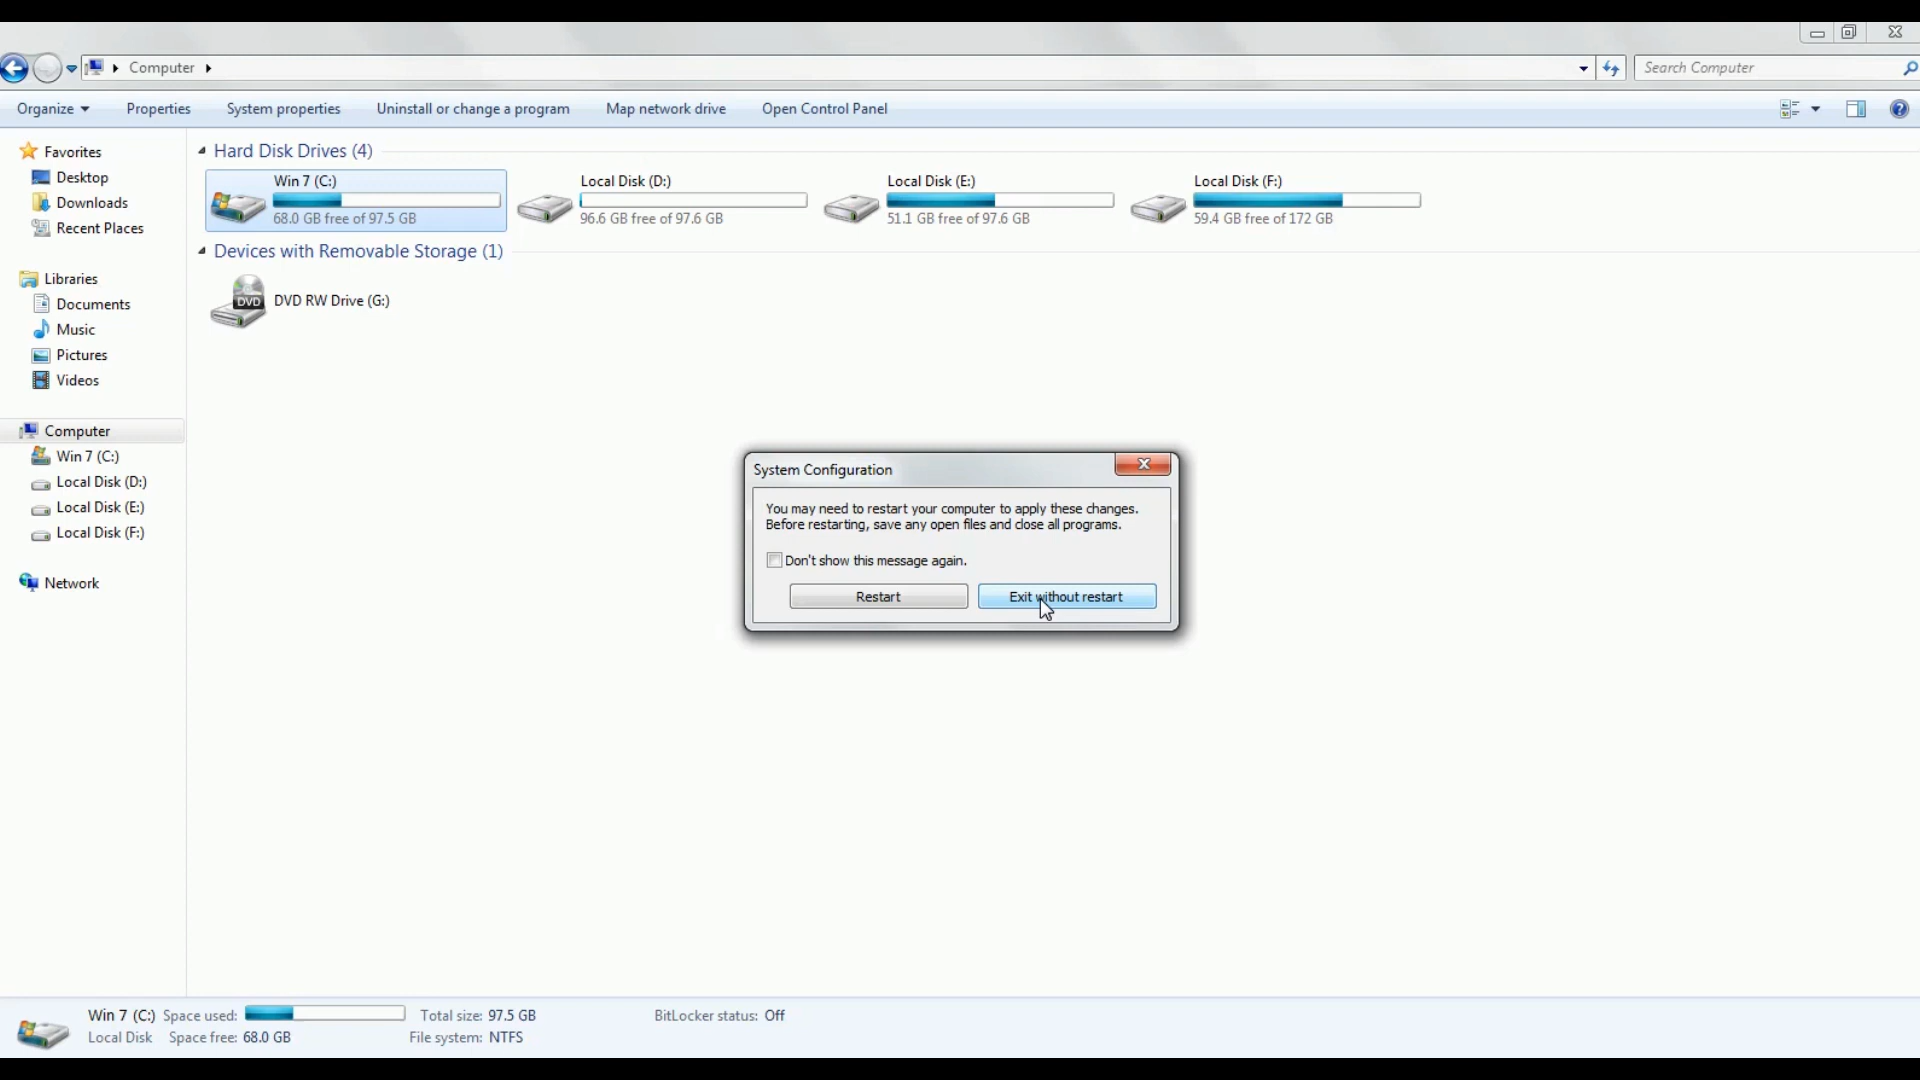 Computer
Search Computer
Organize
Properties
System properties
Uninstall or change a program
Map network drive
Open Control Panel
Favorites
Desktop
Downloads
Recent Places
Libraries
Documents
Music
Pictures
Videos
Computer
Win 7 (C:)
Local Disk (D:)
Local Disk (E:)
Local Disk (F:)
Network
Hard Disk Drives (4)
Win 7 (C:)
68.0 GB free of 97.5 GB
Local Disk (D:)
96.6 GB free of 97.6 GB
Local Disk (E:)
51.1 GB free of 97.6 GB
Local Disk (F:)
59.4 GB free of 172 GB
Devices with Removable Storage (1)
DVD
DVD RW Drive (G:)
System Configuration
You may need to restart your computer to apply these changes.
Before restarting, save any open files and close all programs.
Don't show this message again.
Restart
Exit without restart
Win 7 (C:) Space used: Total size: 97.5 GB BitLocker status: Off
Local Disk Space free: 68.0 GB File system: NTFS